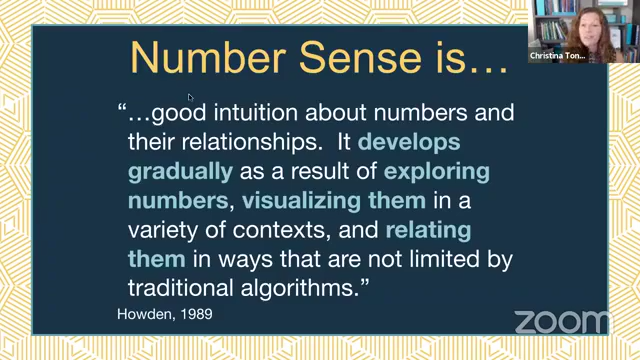 Number Sense is…
“…good intuition about numbers and
their relationships. It develops
gradually as a result of exploring
numbers, visualizing them in a
variety of contexts, and relating
them in ways that are not limited by
traditional algorithms.”
Howden, 1989
Christina Ton...
zoom